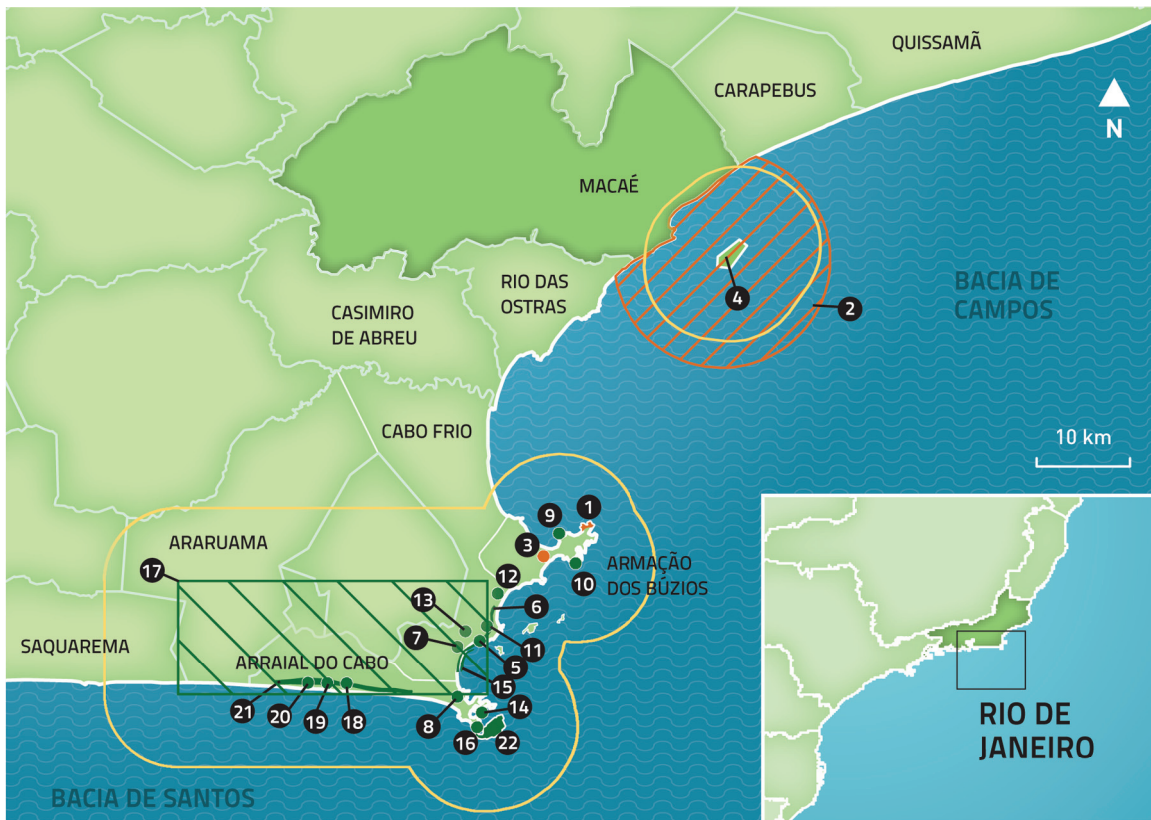 QUISSAMÃ
CARAPEBUS
N
MACAÉ
RIO DAS
OSTRAS
BACIA DE
CAMPOS
4
2
CASIMIRO
DE ABREU
CABO FRIO
10 km
1
9
3
ARARUAMA
ARMAÇÃO
DOS BÚZIOS
17
10
12
13
6
7
SAQUAREMA
11
5
ARRAIAL DO CABO
15
21
20
19
18
8
14
16
22
RIO DE
JANEIRO
BACIA DE SANTOS